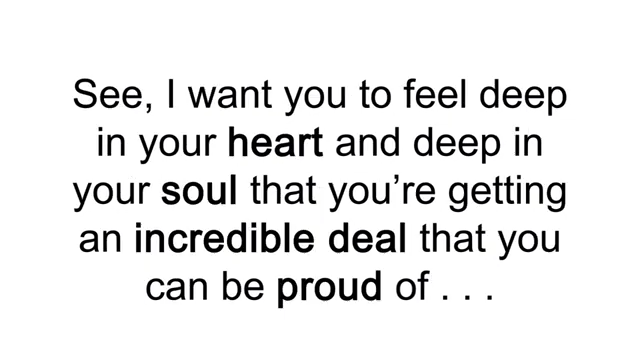 See, I want you to feel deep
in your heart and deep in
your soul that you’re getting
an incredible deal that you
can be proud of . . .